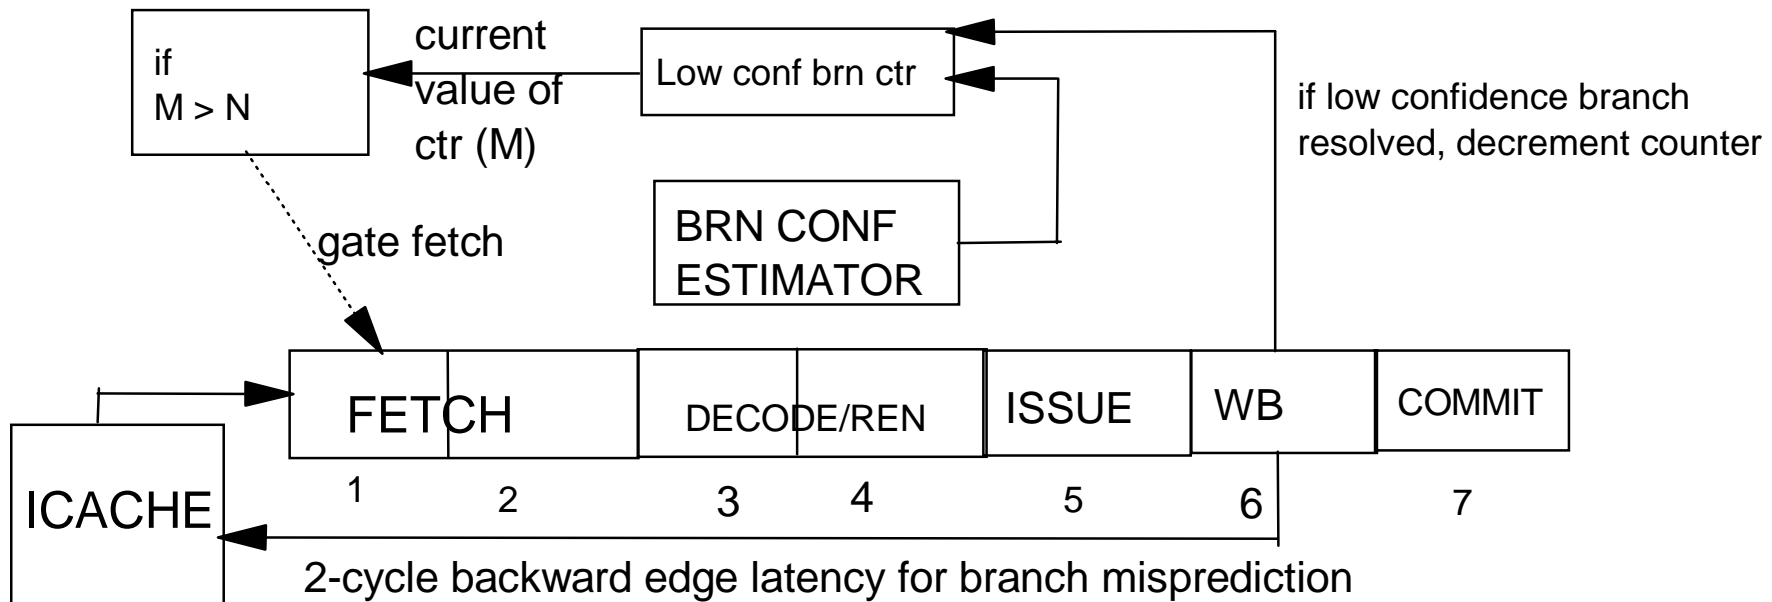 if
M > N
current
value of
ctr (M)
Low conf brn ctr
if low confidence branch
resolved, decrement counter
gate fetch
BRN CONF
ESTIMATOR
FETCH
DECODE/REN
ISSUE
WB
COMMIT
ICACHE
1
2
3
4
5
6
7
2-cycle backward edge latency for branch misprediction